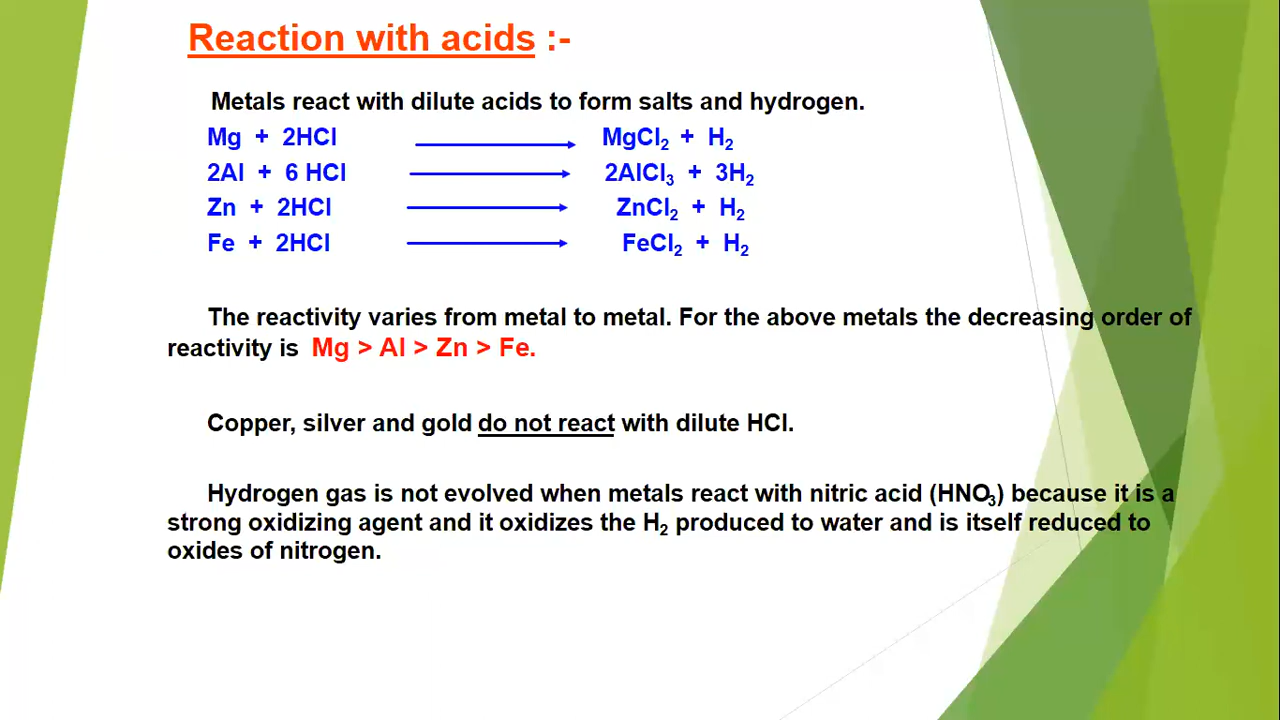 Reaction with acids :-
Metals react with dilute acids to form salts and hydrogen.
Mg + 2HCl ⟶ MgCl₂ + H₂
2Al + 6 HCl ⟶ 2AlCl₃ + 3H₂
Zn + 2HCl ⟶ ZnCl₂ + H₂
Fe + 2HCl ⟶ FeCl₂ + H₂
The reactivity varies from metal to metal. For the above metals the decreasing order of
reactivity is Mg > Al > Zn > Fe.
Copper, silver and gold do not react with dilute HCl.
Hydrogen gas is not evolved when metals react with nitric acid (HNO₃) because it is a
strong oxidizing agent and it oxidizes the H₂ produced to water and is itself reduced to
oxides of nitrogen.